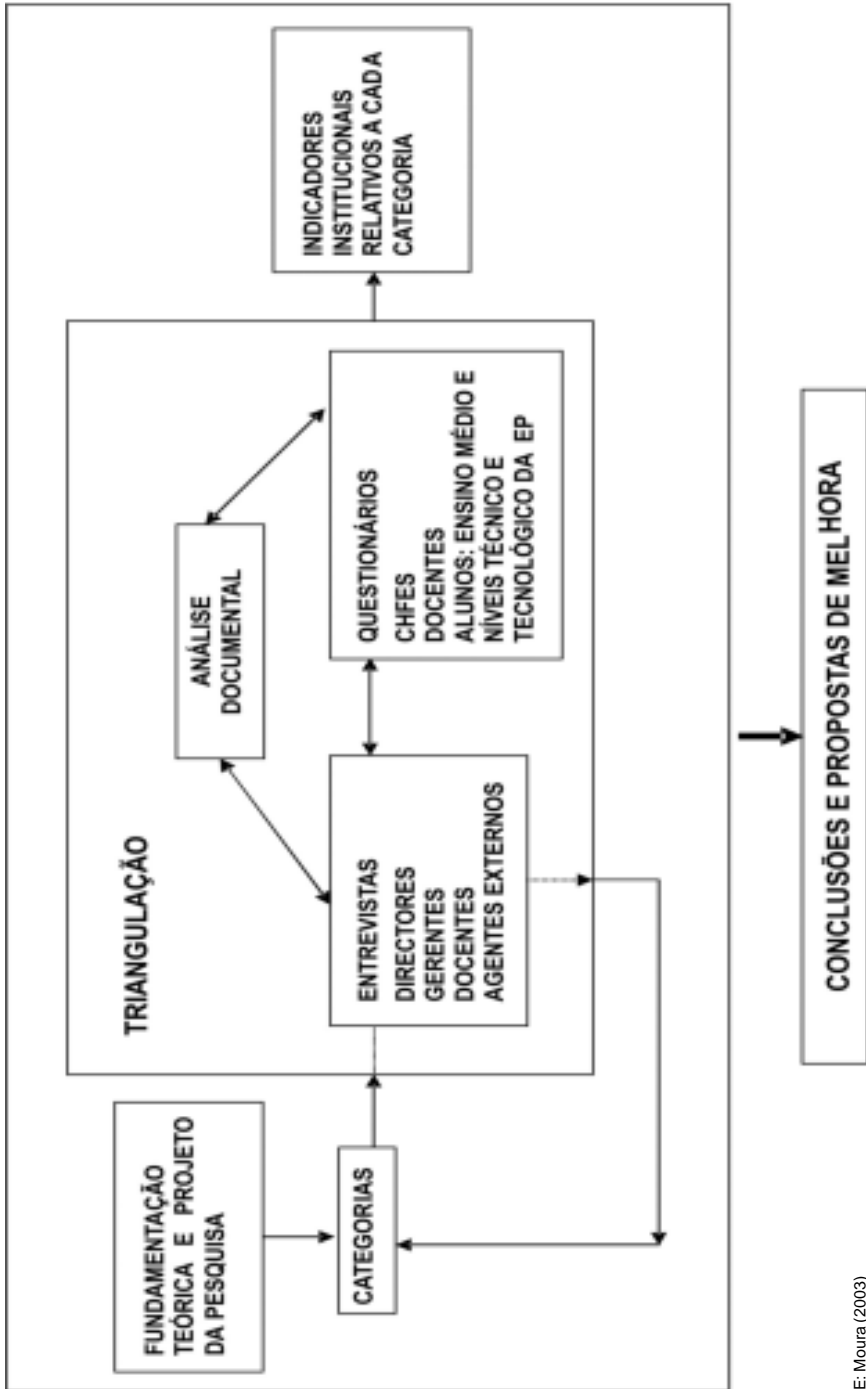 FUNDAMENTAÇÃO
TEÓRICA E PROJETO
DA PESQUISA
CATEGORIAS
TRIANGULAÇÃO
ANÁLISE
DOCUMENTAL
ENTREVISTAS
DIRECTORES
GERENTES
DOCENTES
AGENTES EXTERNOS
QUESTIONÁRIOS
CHFES
DOCENTES
ALUNOS: ENSINO MÉDIO E
NÍVEIS TÉCNICO E
TECNOLÓGICO DA EP
INDICADORES
INSTITUCIONAIS
RELATIVOS A CADA
CATEGORIA
CONCLUSÕES E PROPOSTAS DE MELHORA
E: Moura (2003)